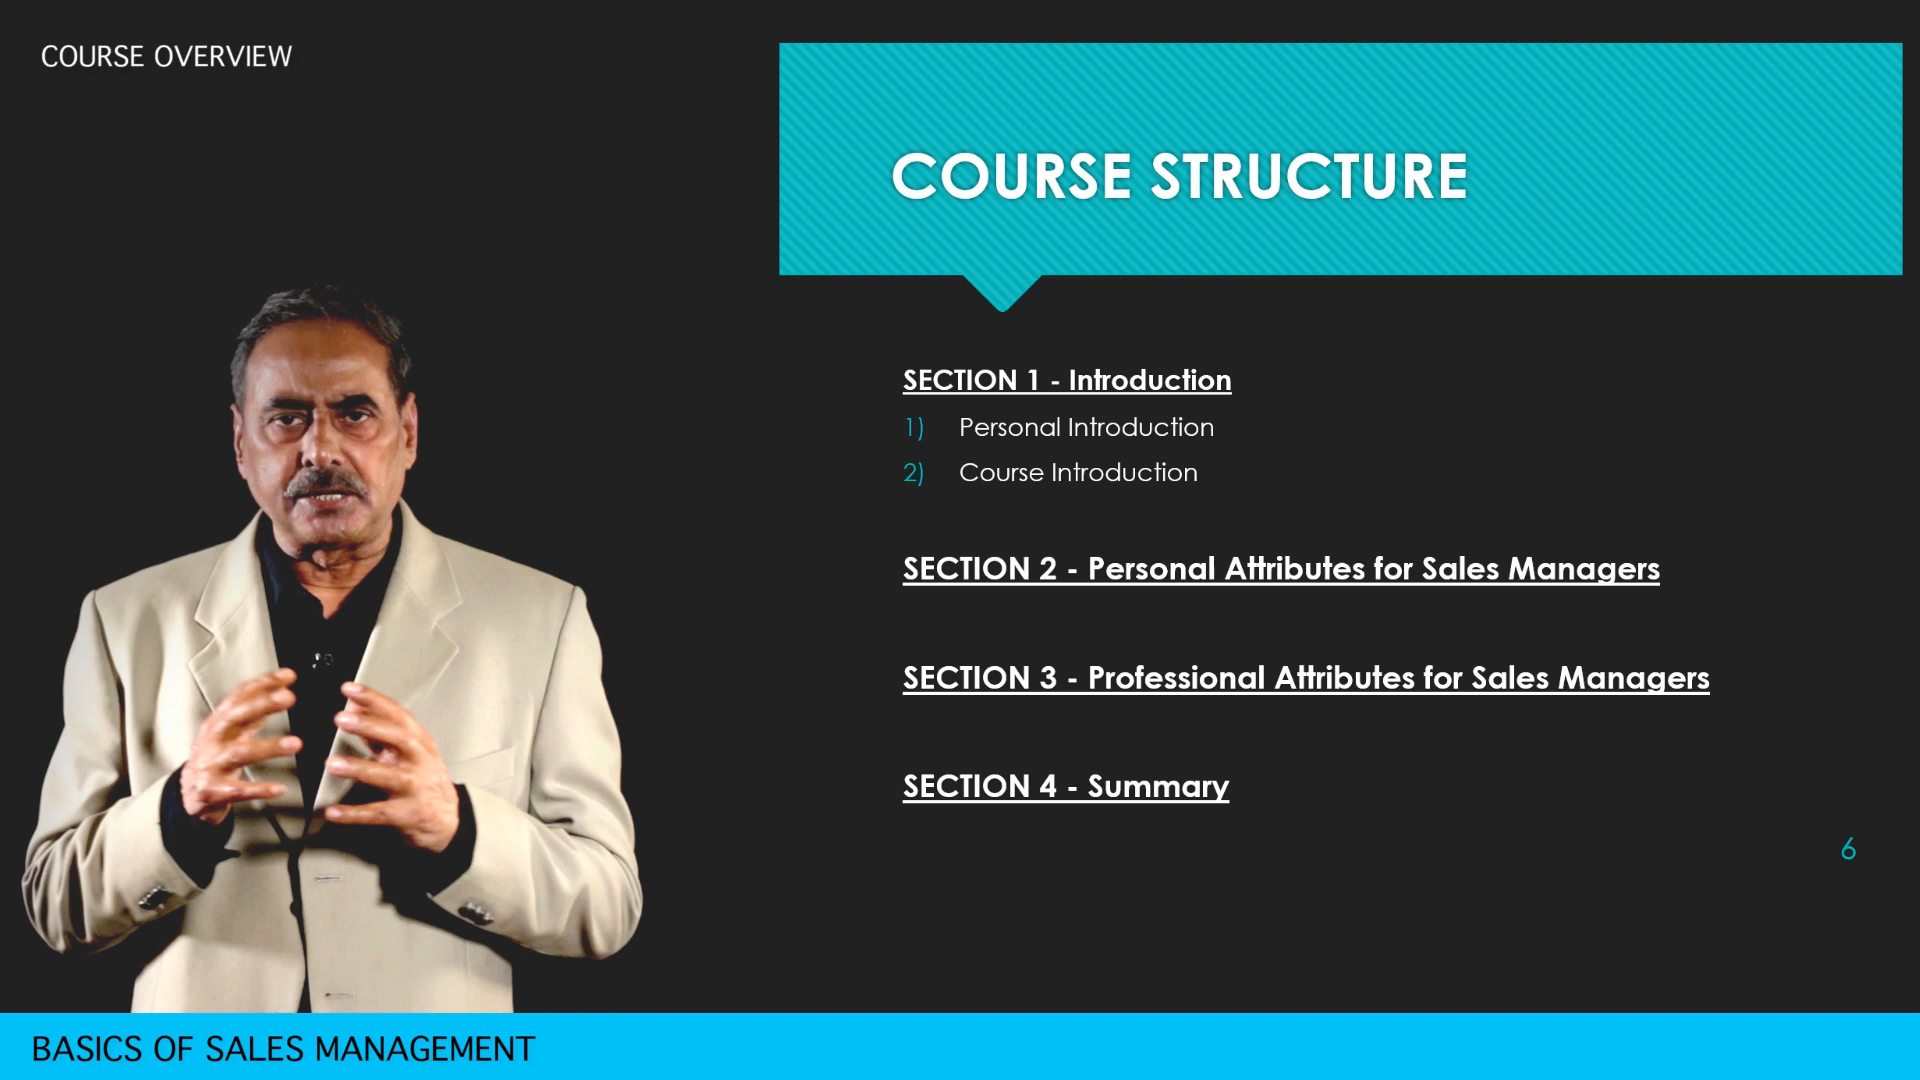 COURSE OVERVIEW
COURSE STRUCTURE
SECTION 1 - Introduction
1) Personal Introduction
2) Course Introduction
SECTION 2 - Personal Attributes for Sales Managers
SECTION 3 - Professional Attributes for Sales Managers
SECTION 4 - Summary
6
BASICS OF SALES MANAGEMENT